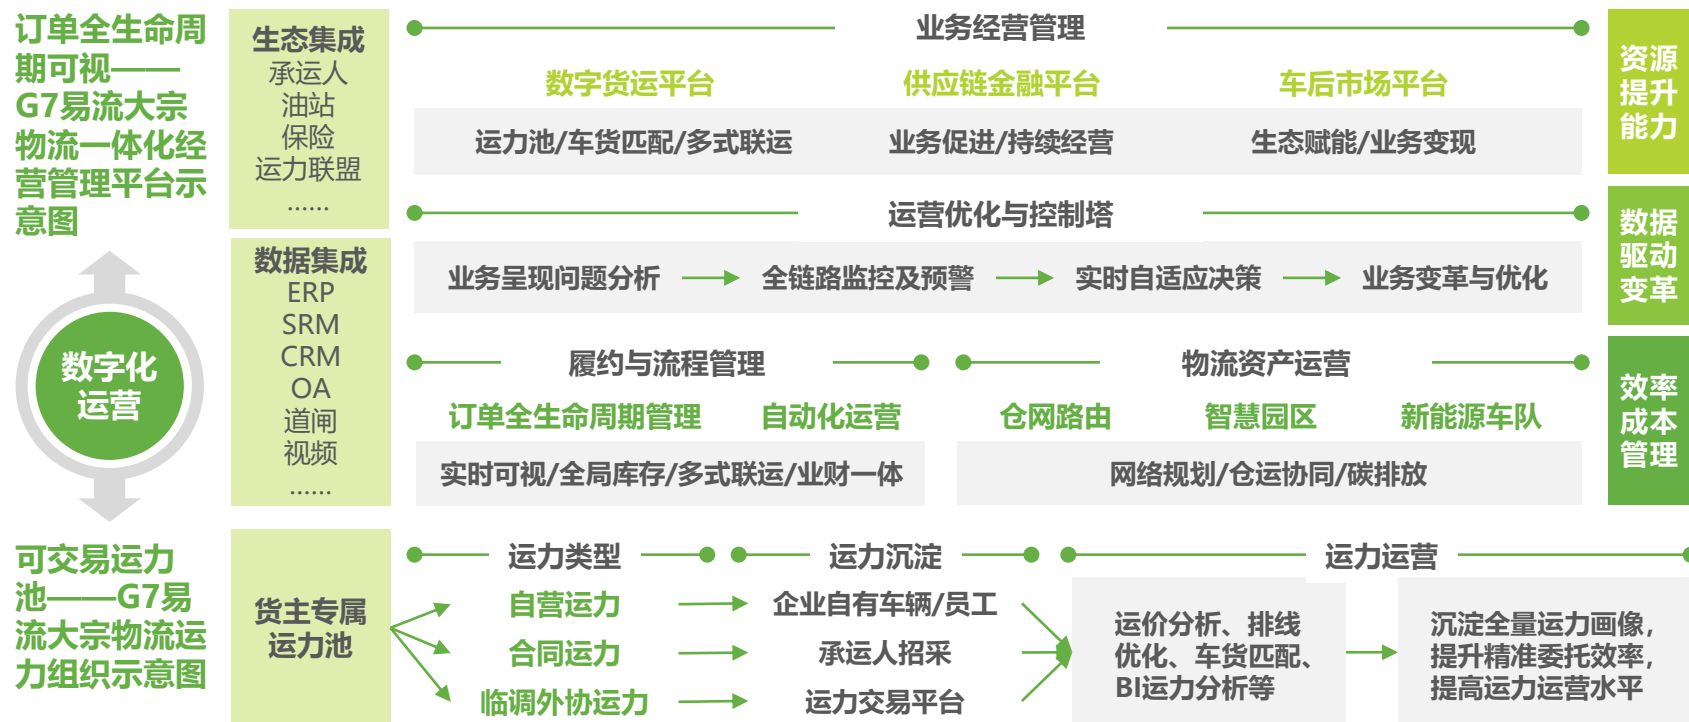 订单全生命周
期可视——
G7易流大宗
物流一体化经
营管理平台示
意图
数字化
运营
可交易运力
池——G7易
流大宗物流运
力组织示意图
生态集成
承运人
油站
保险
运力联盟
......
数据集成
ERP
SRM
CRM
OA
道闸
视频
......
业务经营管理
数字货运平台 供应链金融平台 车后市场平台
运力池/车货匹配/多式联运 业务促进/持续经营 生态赋能/业务变现
运营优化与控制塔
业务呈现问题分析 全链路监控及预警 实时自适应决策 业务变革与优化
履约与流程管理 物流资产运营
订单全生命周期管理 自动化运营 仓网路由 智慧园区 新能源车队
实时可视/全局库存/多式联运/业财一体 网络规划/仓运协同/碳排放
资源
提升
能力
数据
驱动
变革
效率
成本
管理
货主专属
运力池
运力类型 运力沉淀 运力运营
自营运力 企业自有车辆/员工
合同运力 承运人招采
临调外协运力 运力交易平台
运价分析、排线
优化、车货匹配、
BI运力分析等
沉淀全量运力画像，
提升精准委托效率，
提高运力运营水平